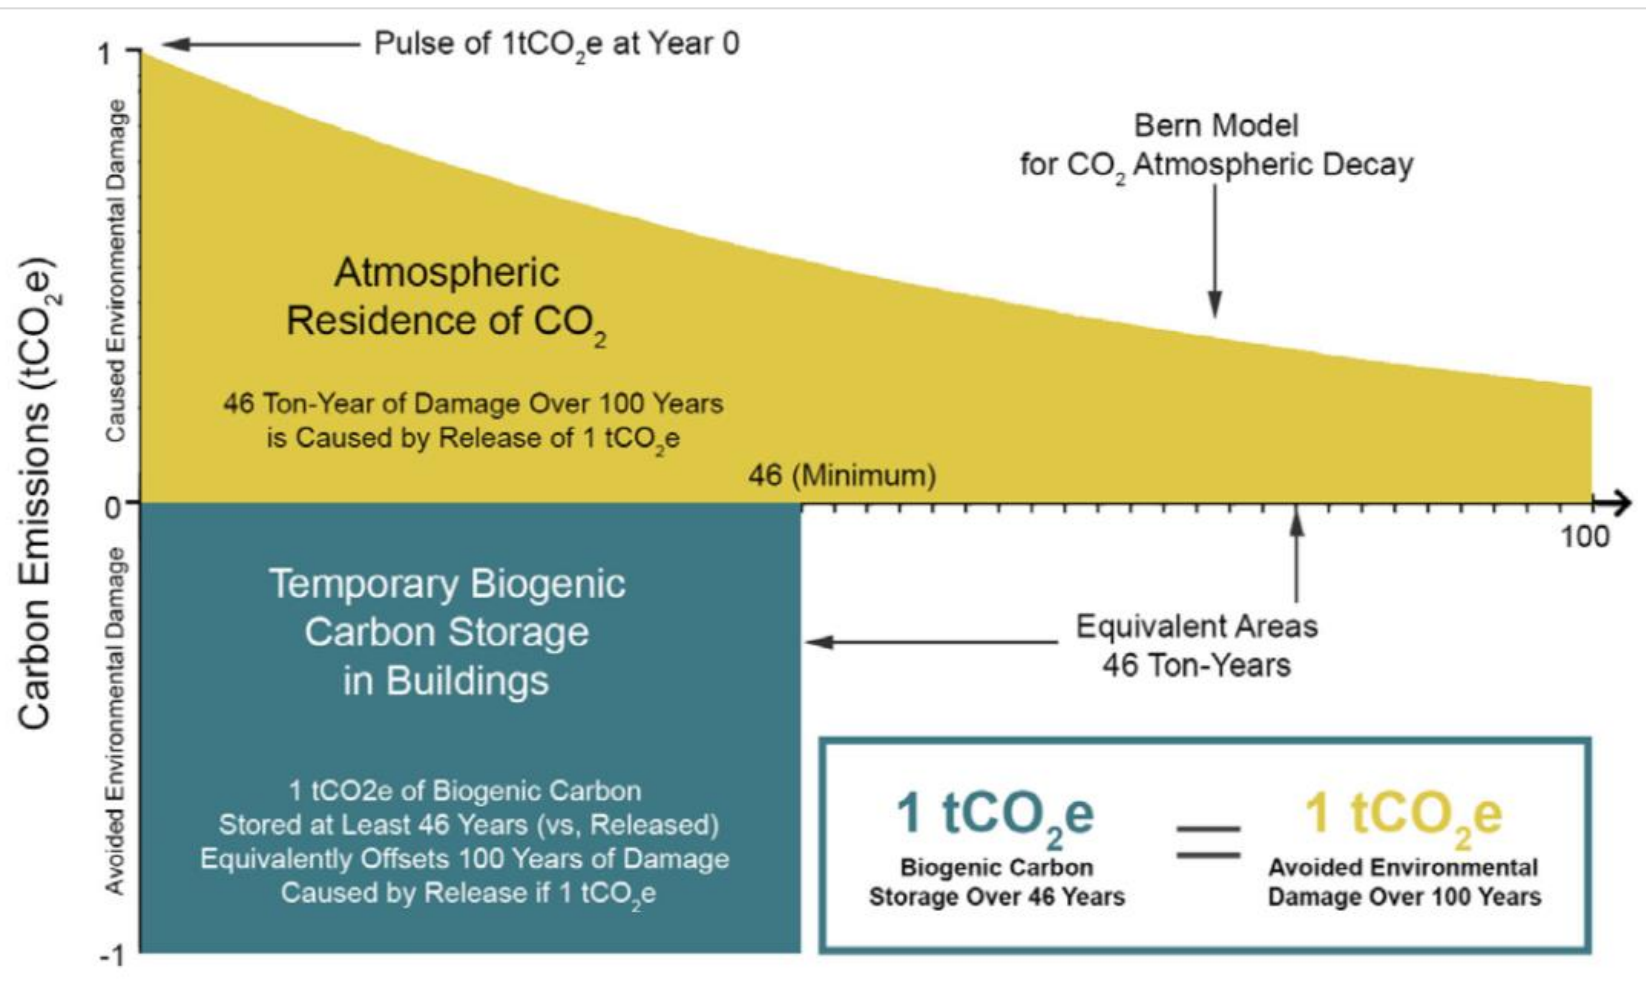 1
Pulse of 1tCO₂e at Year 0
Bern Model
for CO₂ Atmospheric Decay
Carbon Emissions (tCO₂e)
Caused Environmental Damage
Atmospheric
Residence of CO₂
46 Ton-Year of Damage Over 100 Years
is Caused by Release of 1 tCO₂e
46 (Minimum)
0
100
Avoided Environmental Damage
Temporary Biogenic
Carbon Storage
in Buildings
Equivalent Areas
46 Ton-Years
1 tCO2e of Biogenic Carbon
Stored at Least 46 Years (vs, Released)
Equivalently Offsets 100 Years of Damage
Caused by Release if 1 tCO₂e
1 tCO₂e
Biogenic Carbon
Storage Over 46 Years
=
1 tCO₂e
Avoided Environmental
Damage Over 100 Years
-1